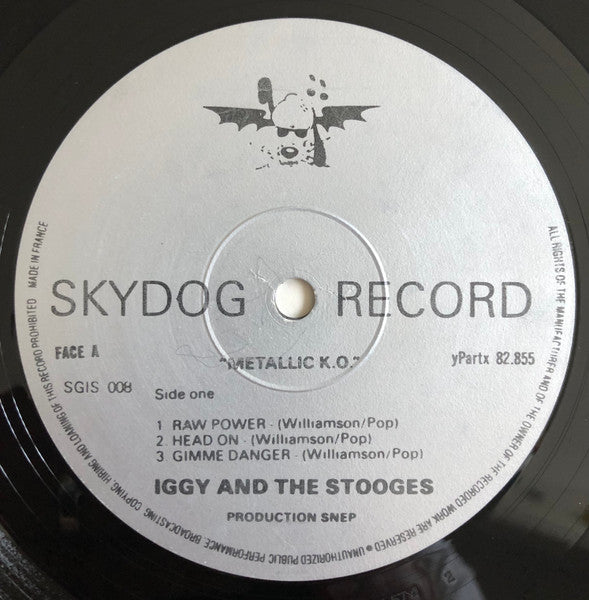 SKYDOG RECORD
FACE A
"METALLIC K.O."
yPartx 82.855
SGIS 008
Side one
1 RAW POWER - (Williamson/Pop)
2 HEAD ON - (Williamson/Pop)
3 GIMME DANGER - (Williamson/Pop)
IGGY AND THE STOOGES
PRODUCTION SNEP
ALL RIGHTS OF THE MANUFACTURER AND OF THE OWNER OF THE RECORDED WORK ARE RESERVED ● UNAUTHORIZED PUBLIC PERFORMANCE BROADCASTING COPYING, HIRING AND LOANING OF THIS RECORD PROHIBITED MADE IN FRANCE
2